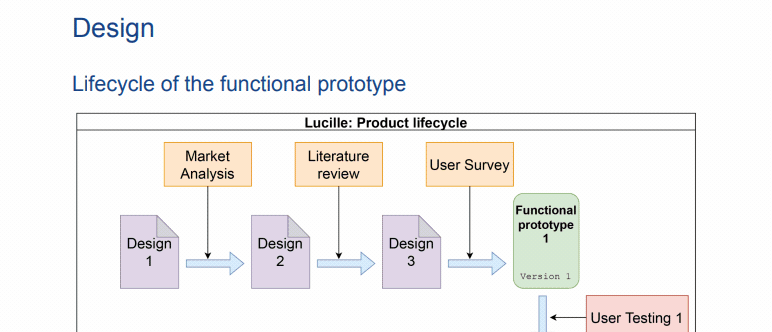 Design
Lifecycle of the functional prototype
Lucille: Product lifecycle
Market
Analysis
Literature
review
User Survey
Design
1
Design
2
Design
3
Functional
prototype
1
Version 1
User Testing 1